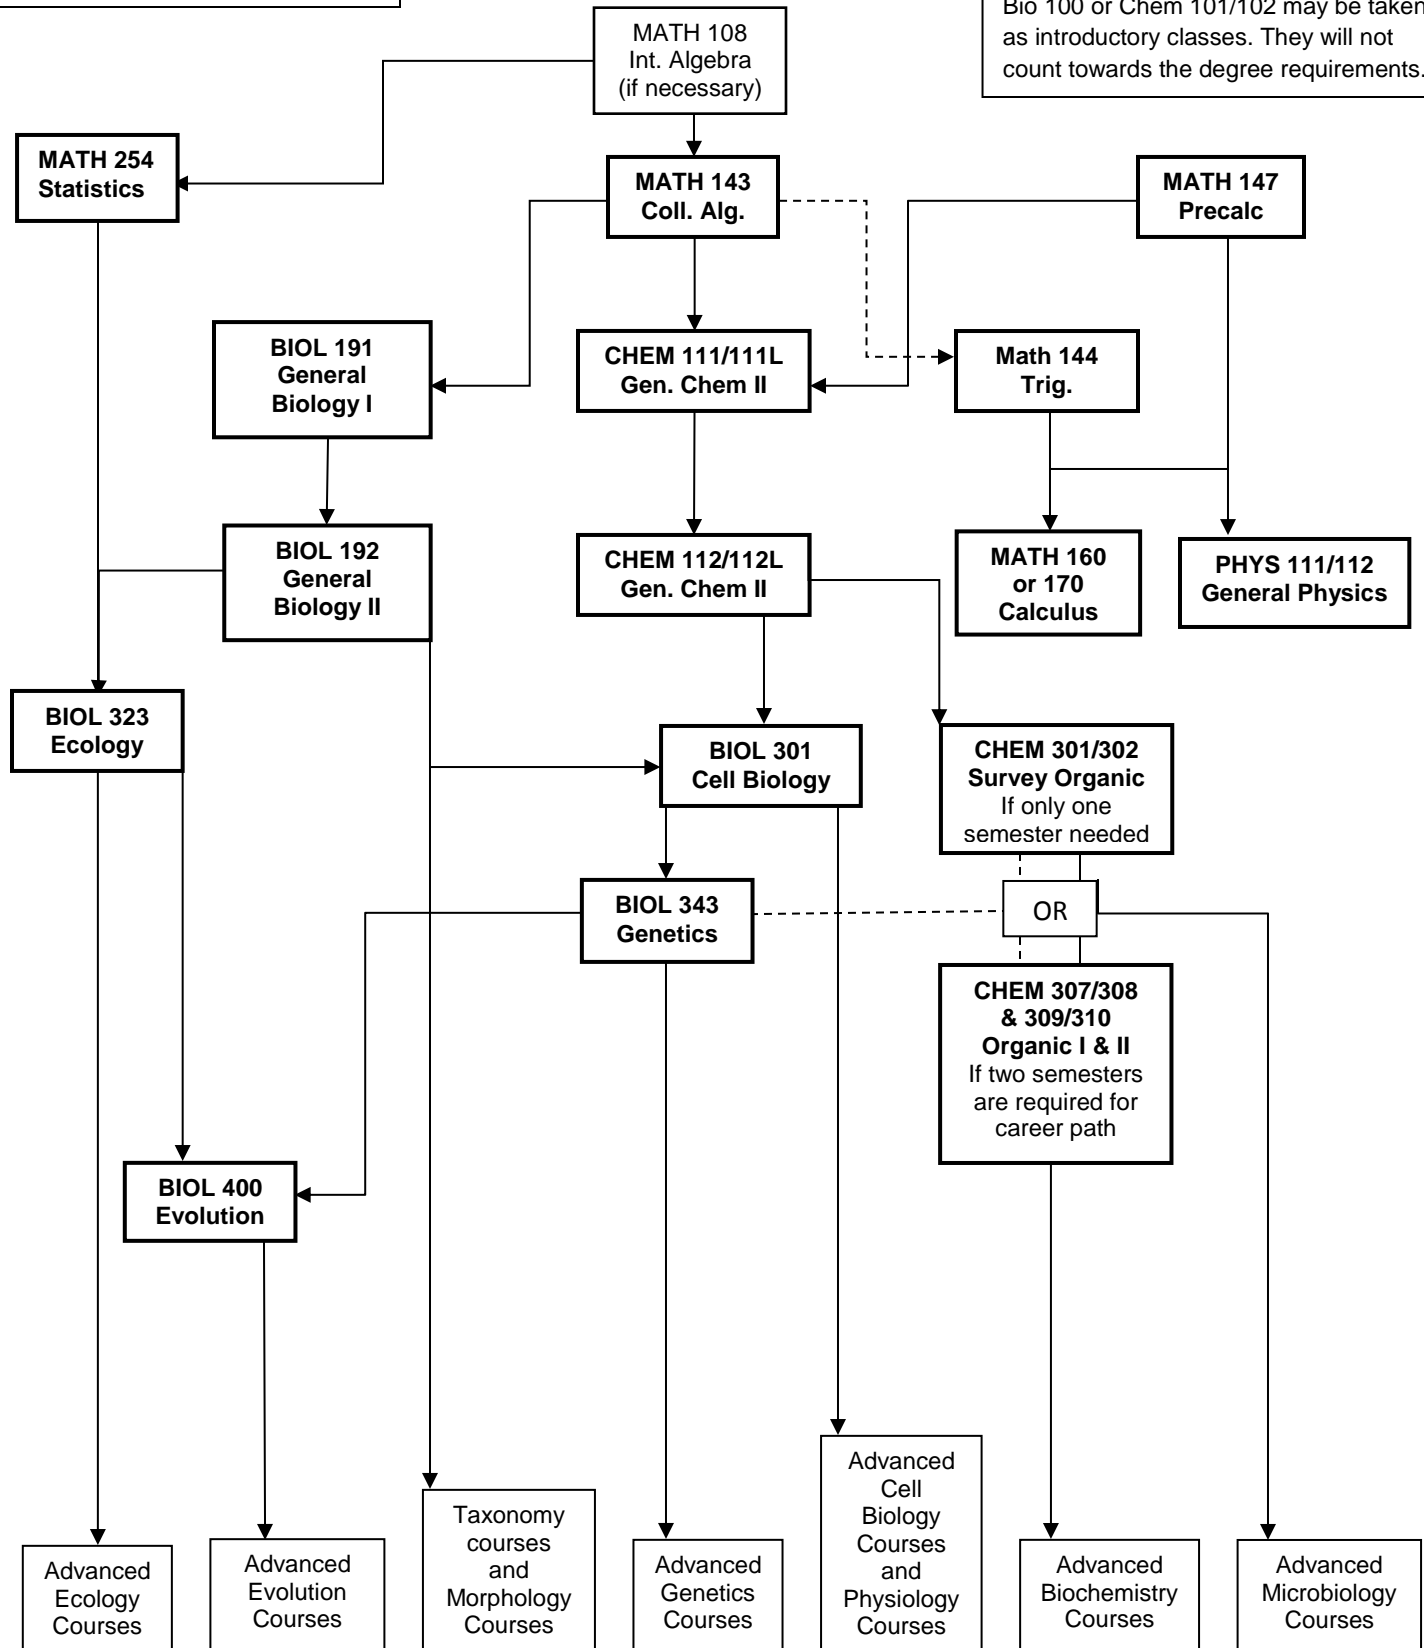 Bio 100 or Chem 101/102 may be taken
as introductory classes. They will not
count towards the degree requirements.
MATH 108
Int. Algebra
(if necessary)
MATH 254
Statistics
MATH 143
Coll. Alg.
MATH 147
Precalc
BIOL 191
General
Biology I
CHEM 111/111L
Gen. Chem II
Math 144
Trig.
BIOL 192
General
Biology II
CHEM 112/112L
Gen. Chem II
MATH 160
or 170
Calculus
PHYS 111/112
General Physics
BIOL 323
Ecology
BIOL 301
Cell Biology
CHEM 301/302
Survey Organic
If only one
semester needed
BIOL 343
Genetics
OR
CHEM 307/308
& 309/310
Organic I & II
If two semesters
are required for
career path
BIOL 400
Evolution
Advanced
Ecology
Courses
Advanced
Evolution
Courses
Taxonomy
courses
and
Morphology
Courses
Advanced
Genetics
Courses
Advanced
Cell
Biology
Courses
and
Physiology
Courses
Advanced
Biochemistry
Courses
Advanced
Microbiology
Courses